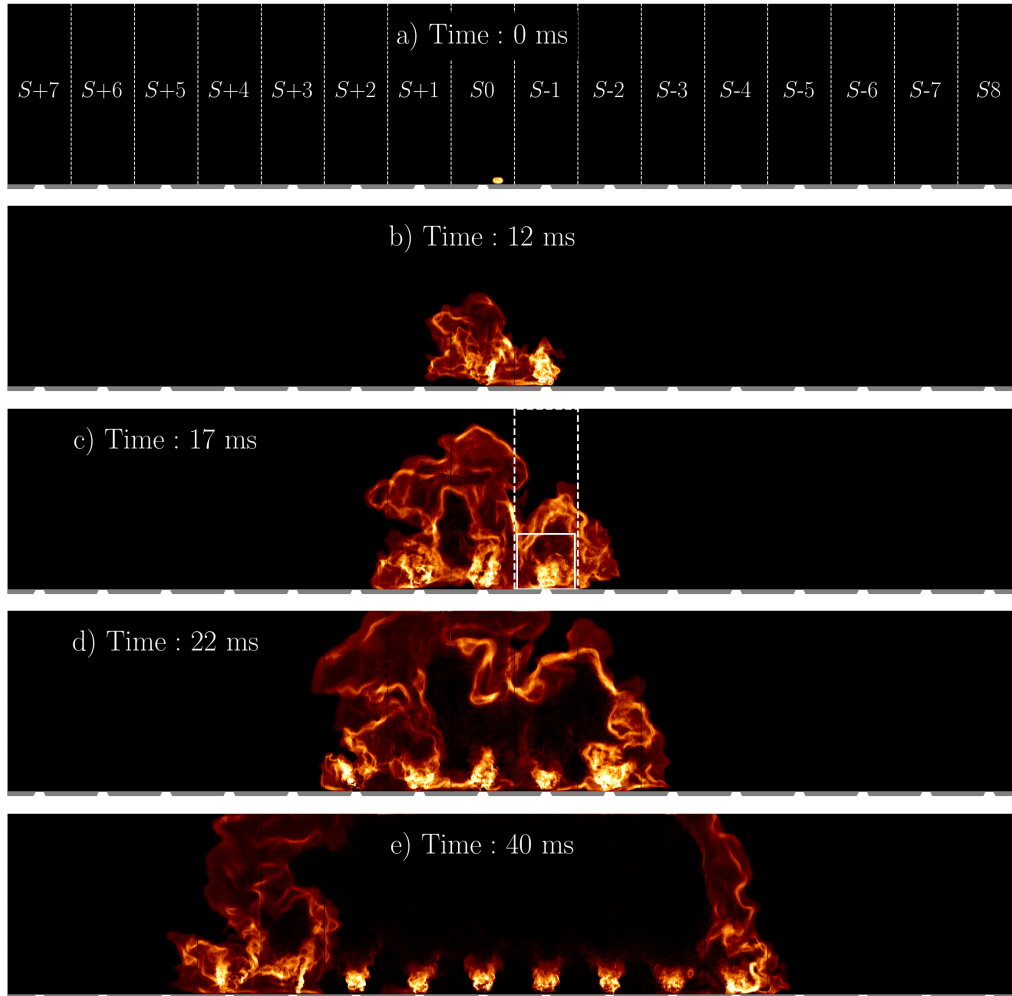 a) Time : 0 ms
S+7 S+6 S+5 S+4 S+3 S+2 S+1 S0 S-1 S-2 S-3 S-4 S-5 S-6 S-7 S8
b) Time : 12 ms
c) Time : 17 ms
d) Time : 22 ms
e) Time : 40 ms